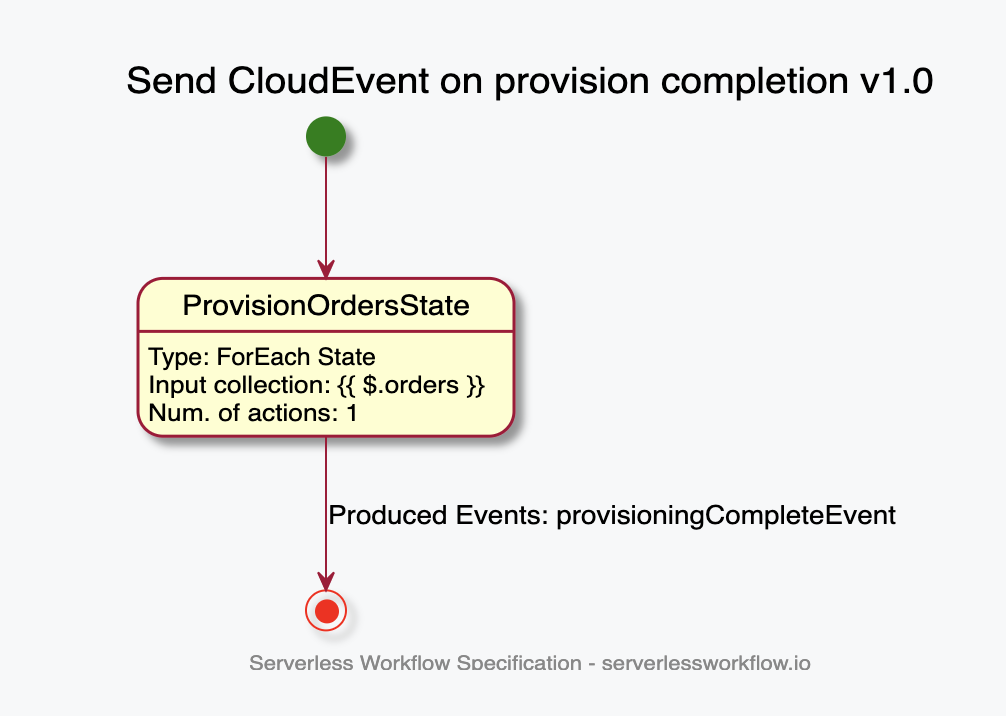 Send CloudEvent on provision completion v1.0
ProvisionOrdersState
Type: ForEach State
Input collection: {{ $.orders }}
Num. of actions: 1
Produced Events: provisioningCompleteEvent
Serverless Workflow Specification - serverlessworkflow.io